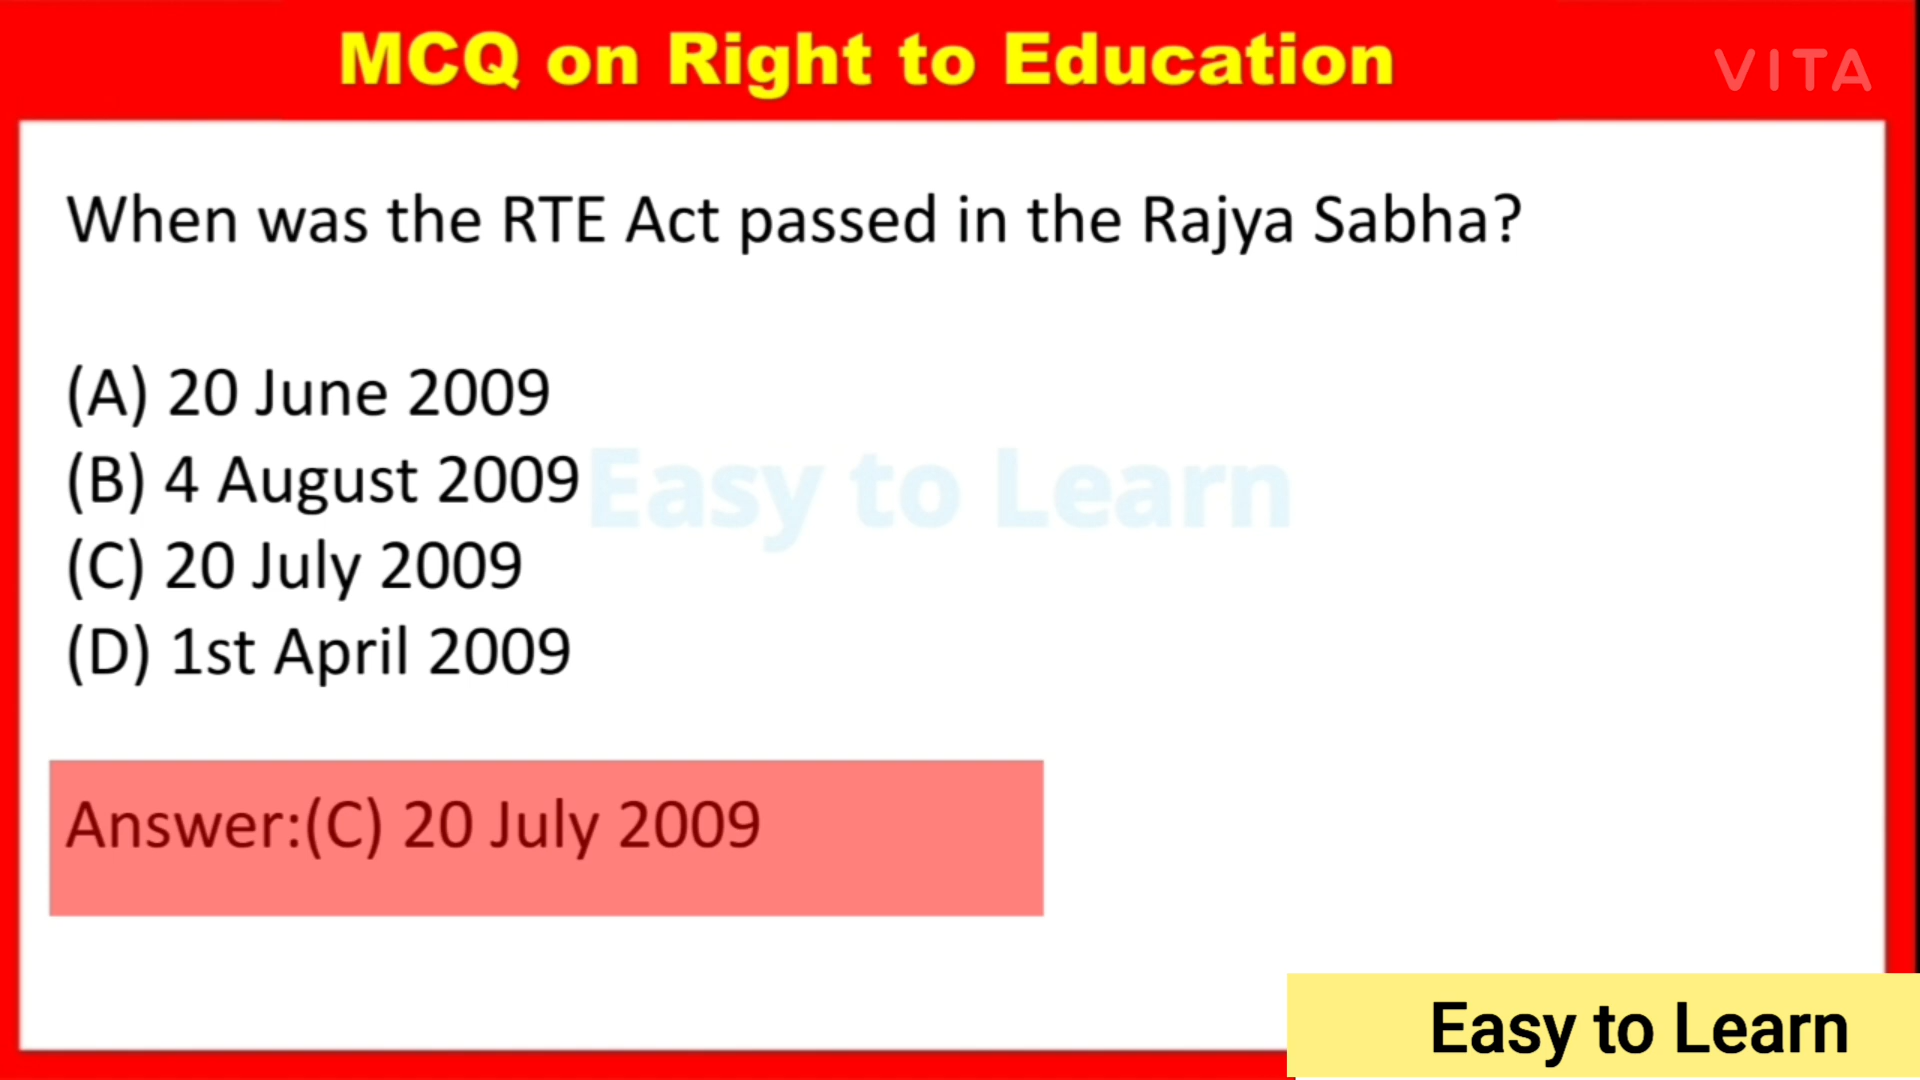 MCQ on Right to Education
VITA
When was the RTE Act passed in the Rajya Sabha?
(A) 20 June 2009
(B) 4 August 2009
Easy to Learn
(C) 20 July 2009
(D) 1st April 2009
Answer:(C) 20 July 2009
Easy to Learn